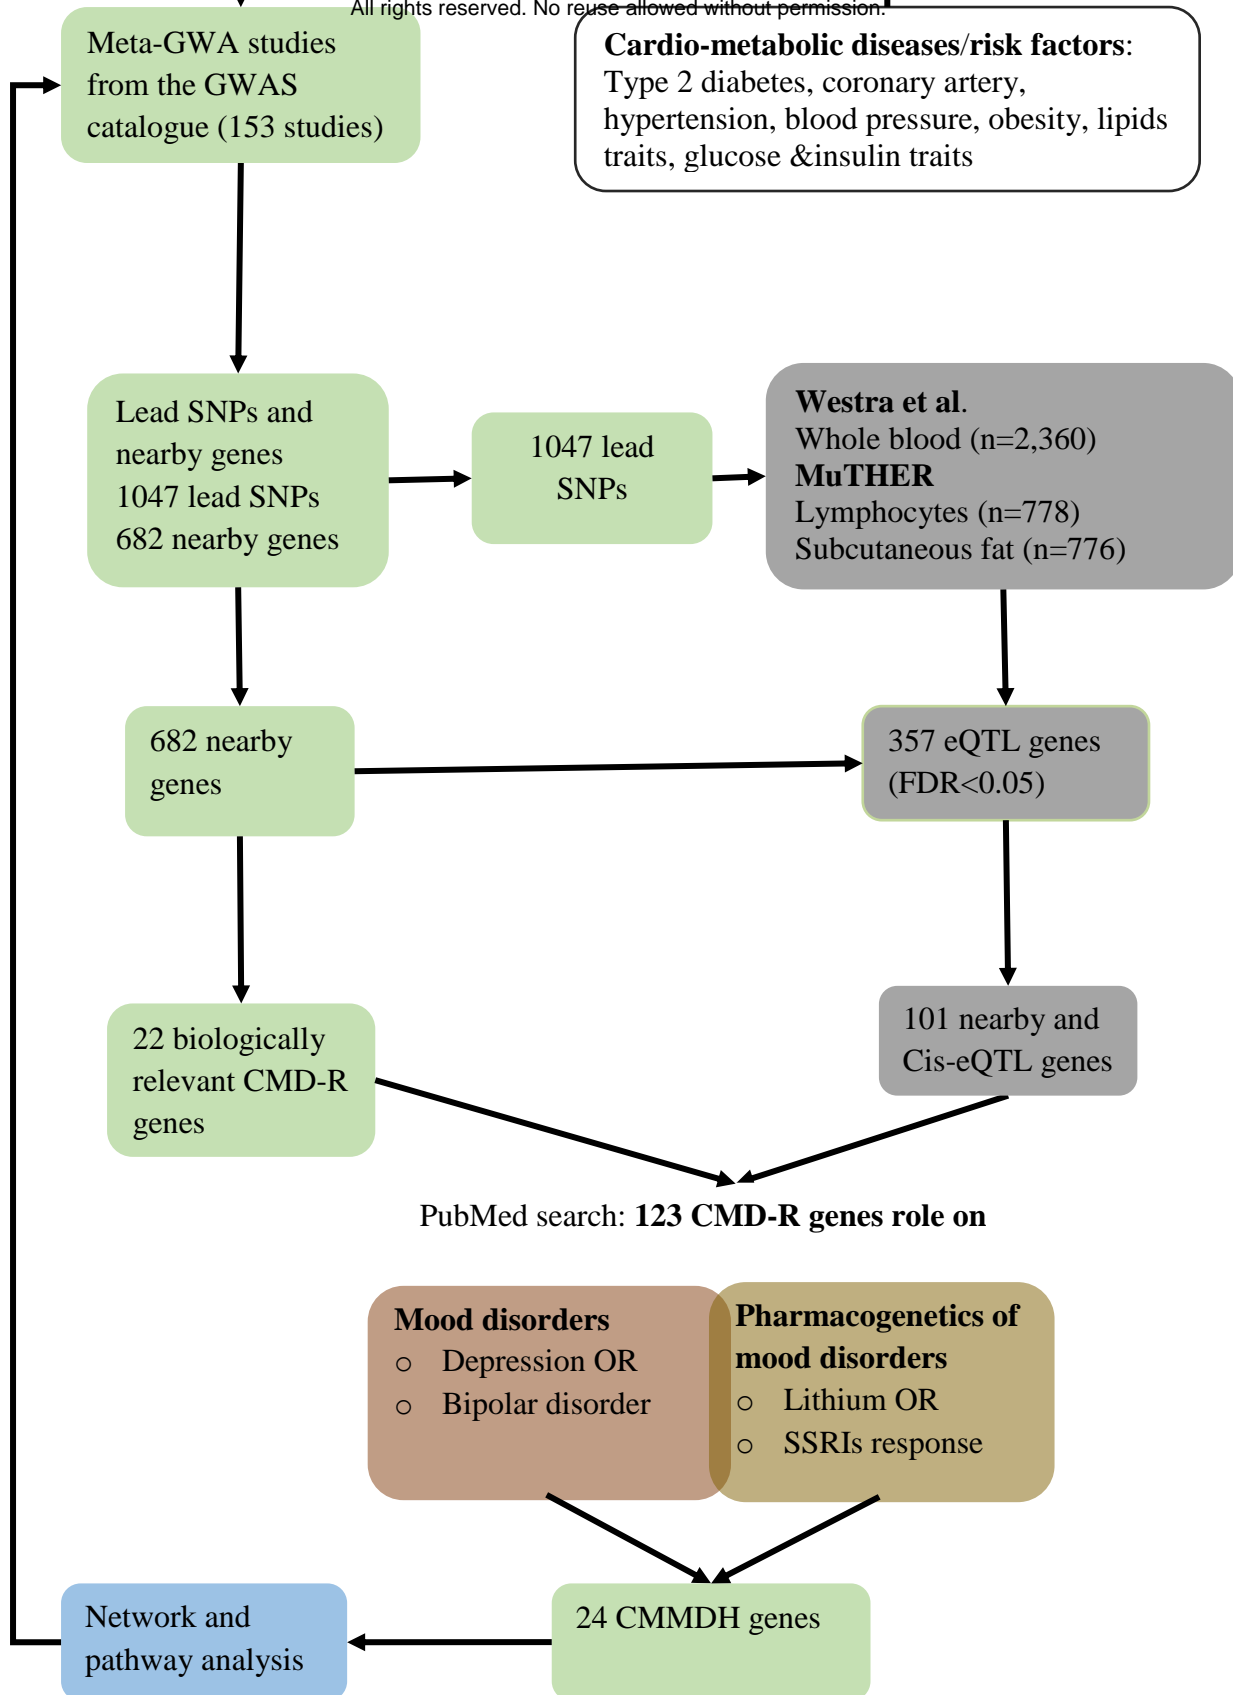 All rights reserved. No reuse allowed without permission.
Meta-GWA studies
from the GWAS
catalogue (153 studies)
Cardio-metabolic diseases/risk factors:
Type 2 diabetes, coronary artery,
hypertension, blood pressure, obesity, lipids
traits, glucose &insulin traits
Lead SNPs and
nearby genes
1047 lead SNPs
682 nearby genes
1047 lead
SNPs
Westra et al.
Whole blood (n=2,360)
MuTHER
Lymphocytes (n=778)
Subcutaneous fat (n=776)
682 nearby
genes
357 eQTL genes
(FDR<0.05)
22 biologically
relevant CMD-R
genes
101 nearby and
Cis-eQTL genes
PubMed search: 123 CMD-R genes role on
Mood disorders
o Depression OR
o Bipolar disorder
Pharmacogenetics of
mood disorders
o Lithium OR
o SSRIs response
24 CMMDH genes
Network and
pathway analysis